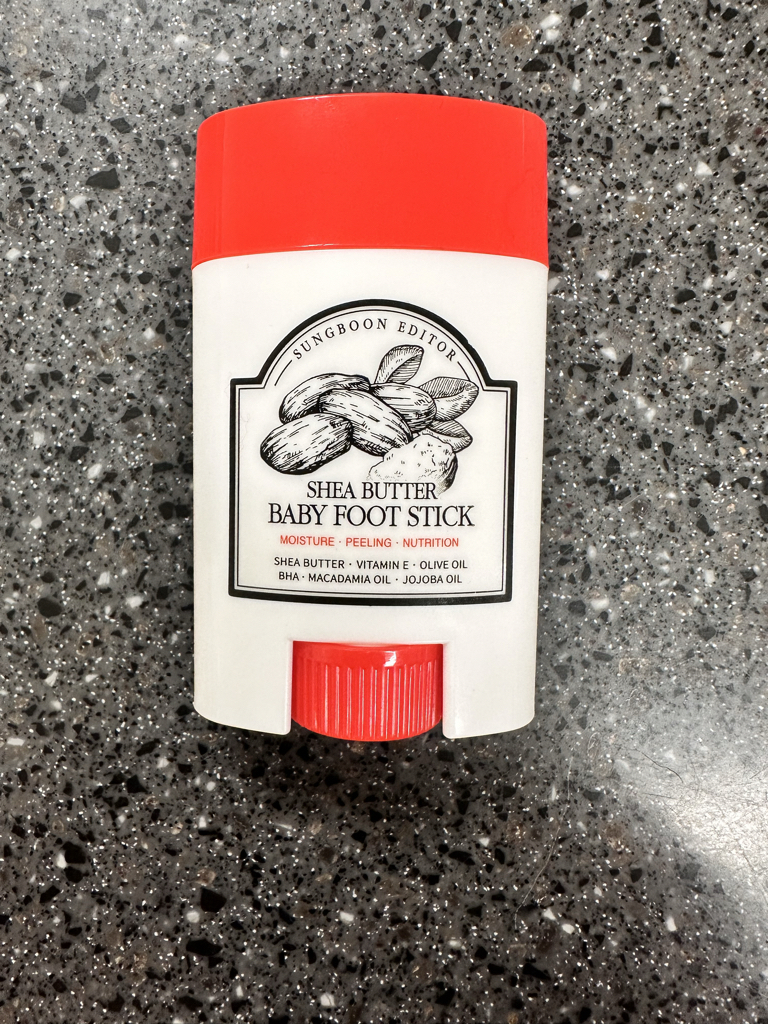 SUNGBOON EDITOR
SHEA BUTTER
BABY FOOT STICK
MOISTURE · PEELING · NUTRITION
SHEA BUTTER · VITAMIN E · OLIVE OIL
BHA · MACADAMIA OIL · JOJOBA OIL